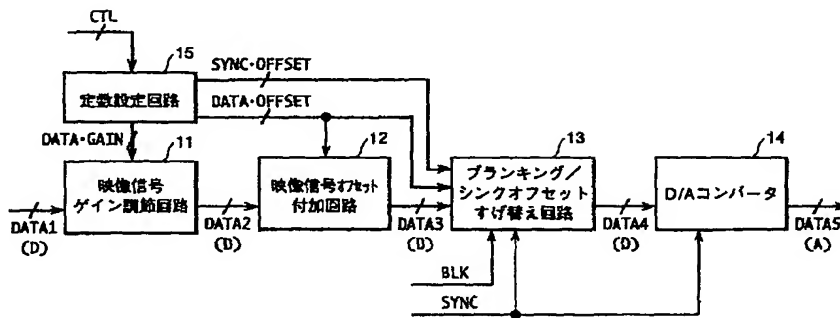 CTL
15
定数設定回路
SYNC・OFFSET
DATA・OFFSET
DATA・GAIN
11
映像信号
ゲイン調節回路
12
映像信号オフセット
付加回路
13
ブランキング/
シンクオフセット
すげ替え回路
14
D/Aコンバータ
DATA1
(D)
DATA2
(D)
DATA3
(D)
DATA4
(D)
DATA5
(A)
BLK
SYNC